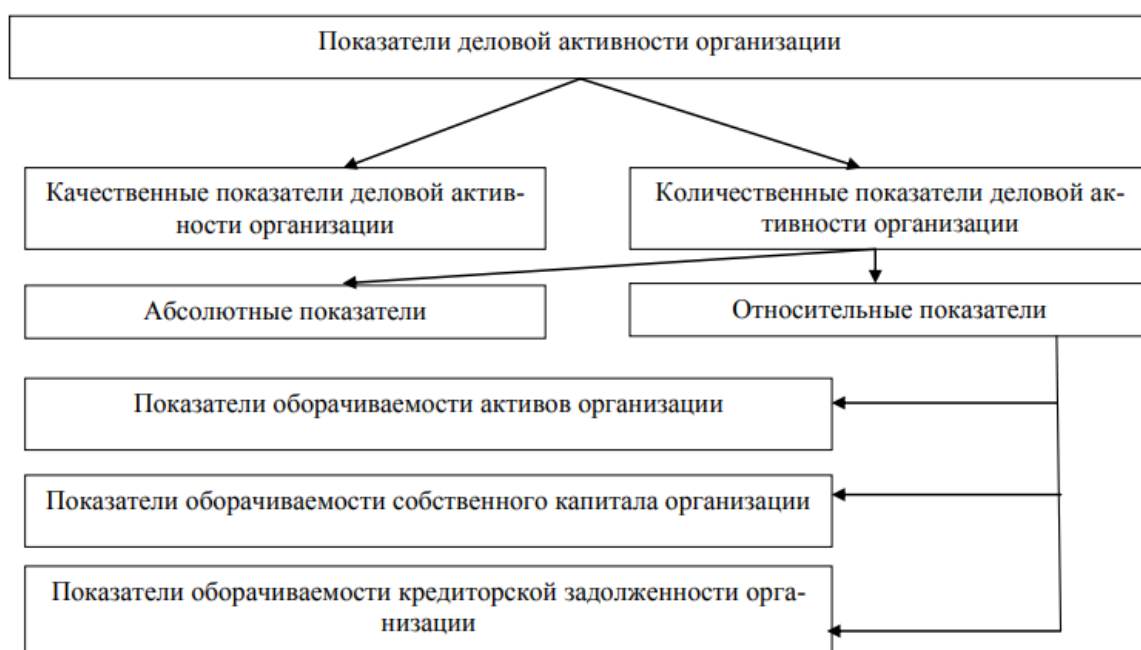 Показатели деловой активности организации
Качественные показатели деловой актив-
ности организации
Количественные показатели деловой ак-
тивности организации
Абсолютные показатели
Относительные показатели
Показатели оборачиваемости активов организации
Показатели оборачиваемости собственного капитала организации
Показатели оборачиваемости кредиторской задолженности орга-
низации